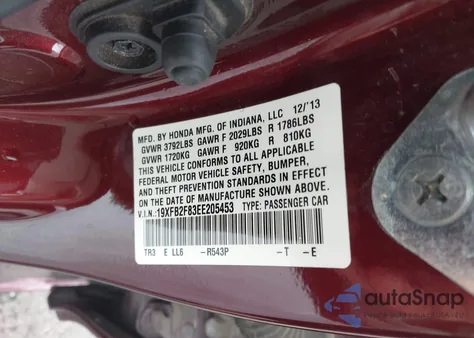 MFD. BY HONDA MFG. OF INDIANA, LLC 12/'13
GVWR 3792LBS GAWR F 2029LBS R 1786LBS
GVWR 1720KG GAWR F 920KG R 810KG
THIS VEHICLE CONFORMS TO ALL APPLICABLE
FEDERAL MOTOR VEHICLE SAFETY, BUMPER,
AND THEFT PREVENTION STANDARDS IN EFFECT
ON THE DATE OF MANUFACTURE SHOWN ABOVE.
V.I.N.:19XFB2F83EE205453 TYPE: PASSENGER CAR
TR3 E LL6 -R543P -T -E
autoSnap